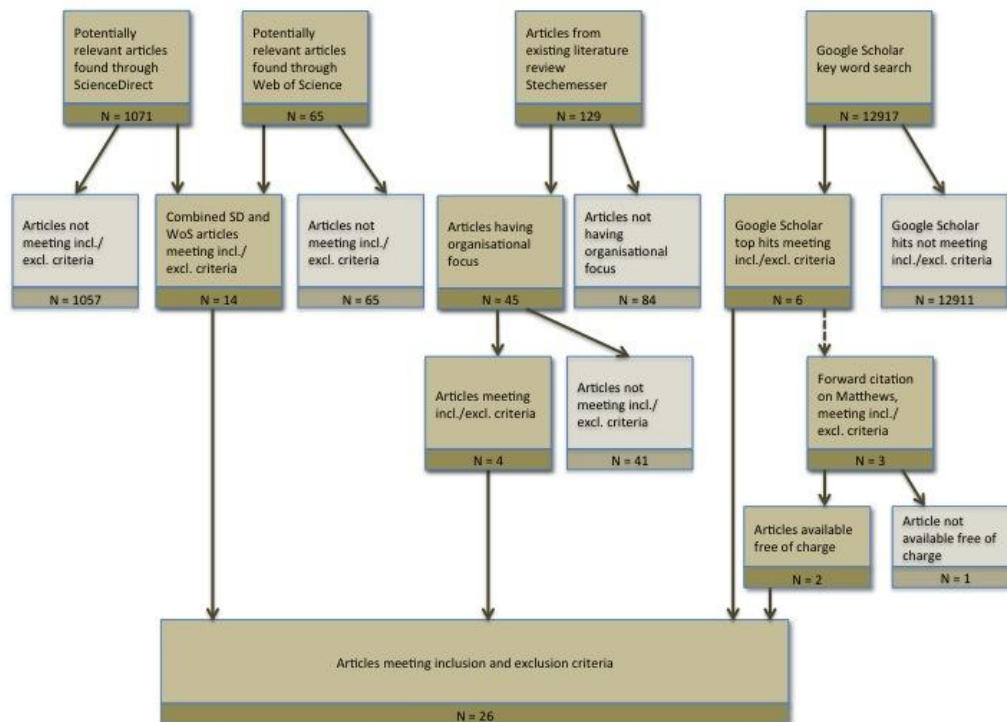 Potentially
relevant articles
found through
ScienceDirect
N = 1071
Potentially
relevant articles
found through
Web of Science
N = 65
Articles from
existing literature
review
Stechemesser
N = 129
Google Scholar
key word search
N = 12917
Articles not
meeting incl./
excl. criteria
N = 1057
Combined SD and
WoS articles
meeting incl./
excl. criteria
N = 14
Articles not
meeting incl./
excl. criteria
N = 65
Articles having
organisational
focus
N = 45
Articles not
having
organisational
focus
N = 84
Google Scholar
top hits meeting
incl./excl. criteria
N = 6
Google Scholar
hits not meeting
incl./excl. criteria
N = 12911
Articles meeting
incl./excl. criteria
N = 4
Articles not
meeting incl./
excl. criteria
N = 41
Forward citation
on Matthews,
meeting incl./
excl. criteria
N = 3
Articles available
free of charge
N = 2
Article not
available free of
charge
N = 1
Articles meeting inclusion and exclusion criteria
N = 26